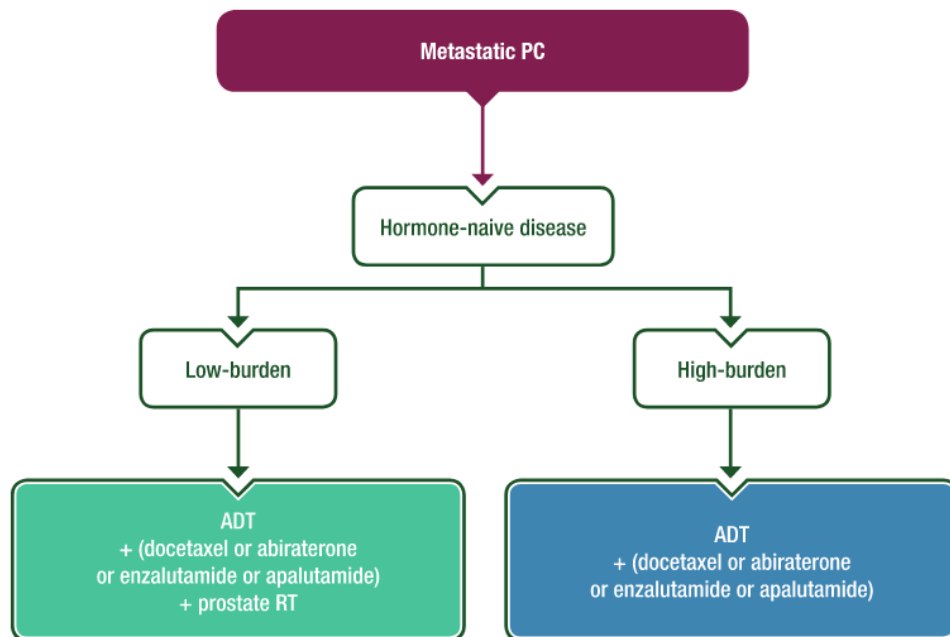 Metastatic PC
Hormone-naive disease
Low-burden
High-burden
ADT
+ (docetaxel or abiraterone
or enzalutamide or apalutamide)
+ prostate RT
ADT
+ (docetaxel or abiraterone
or enzalutamide or apalutamide)